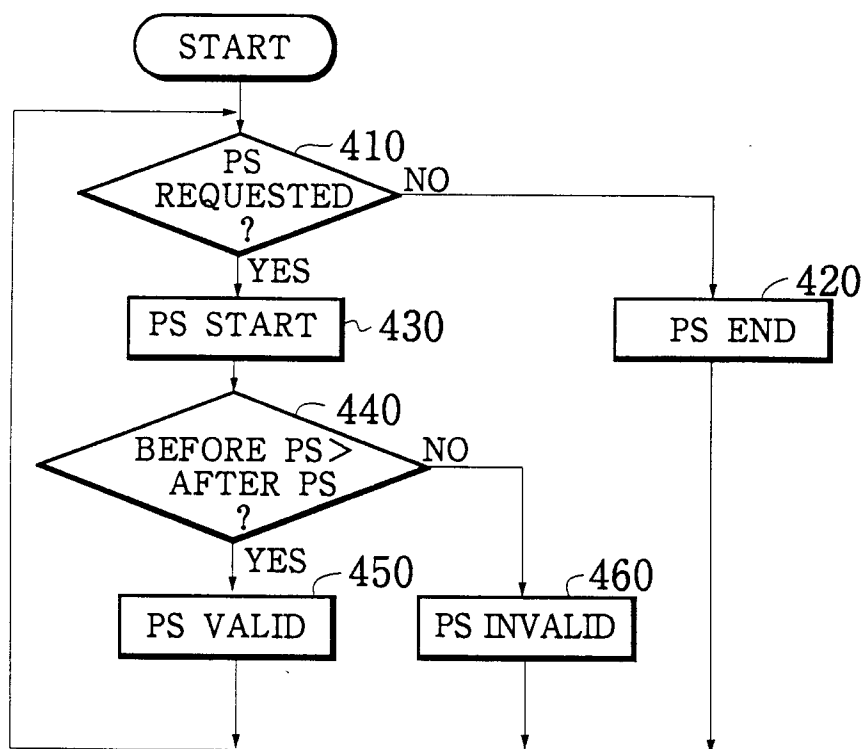 START
410
PS
REQUESTED
?
NO
YES
420
PS START
430
PS END
440
BEFORE PS >
AFTER PS
?
NO
YES
450
PS VALID
460
PS INVALID